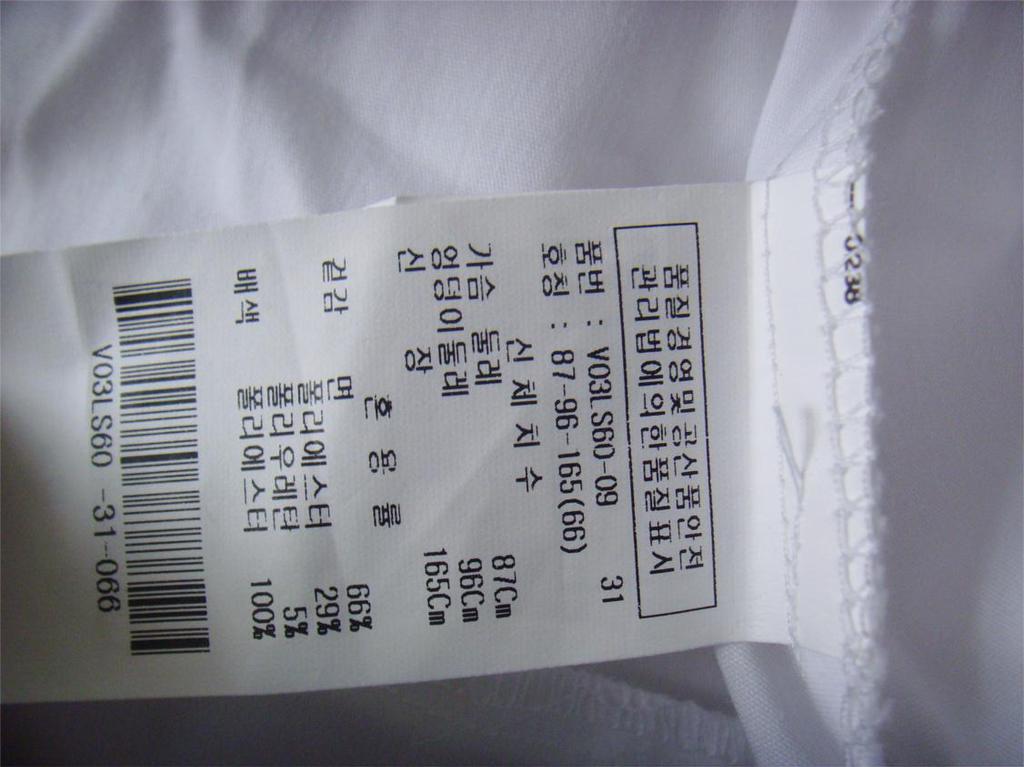 품질경영및공산품안전
관리법에의한품질표시
품번 : V03LS60-09 31
호칭 : 87-96-165(66)
신 체 치 수
가슴 둘레 87Cm
엉덩이둘레 96Cm
신 장 165Cm
혼 용 률
겉감 면 66%
폴리에스터 29%
폴리우레탄 5%
배색 폴리에스터 100%
V03LS60 -31-066